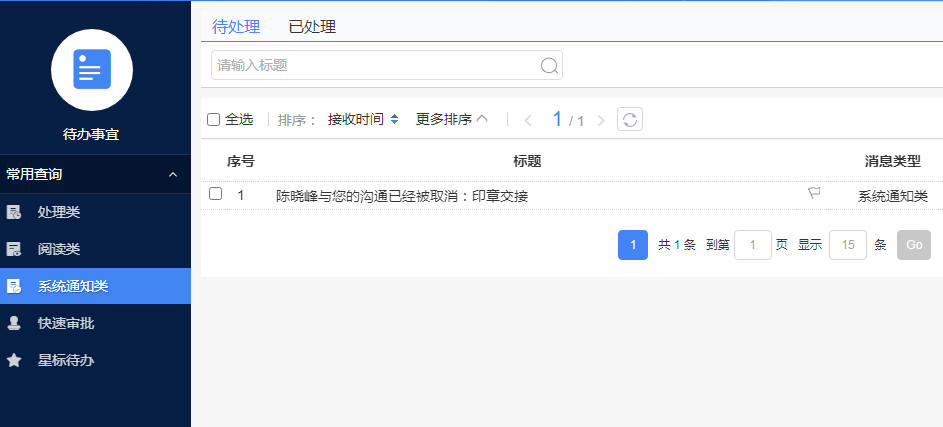 待办事宜
常用查询
处理类
阅读类
系统通知类
快速审批
星标待办
待处理 已处理
请输入标题
全选 排序： 接收时间 更多排序 1 / 1
序号 标题 消息类型
1 陈晓峰与您的沟通已经被取消：印章交接 系统通知类
1 共 1 条 到第 1 页 显示 15 条 Go